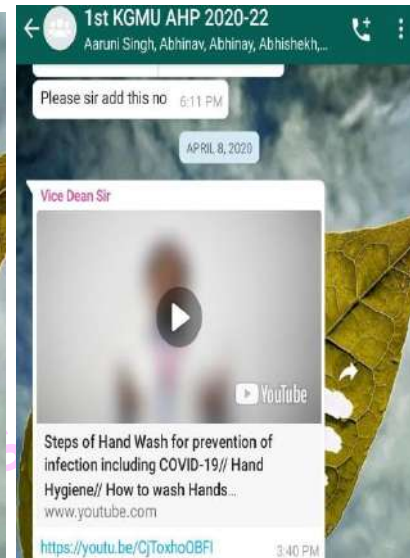 1st KGMU AHP 2020-22
Aaruni Singh, Abhinav, Abhinay, Abhishekh,...
Please sir add this no 6:11 PM
APRIL 8, 2020
Vice Dean Sir
YouTube
Steps of Hand Wash for prevention of
infection including COVID-19// Hand
Hygiene// How to wash Hands...
www.youtube.com
https://youtu.be/CjToxhoOBFI 3:40 PM